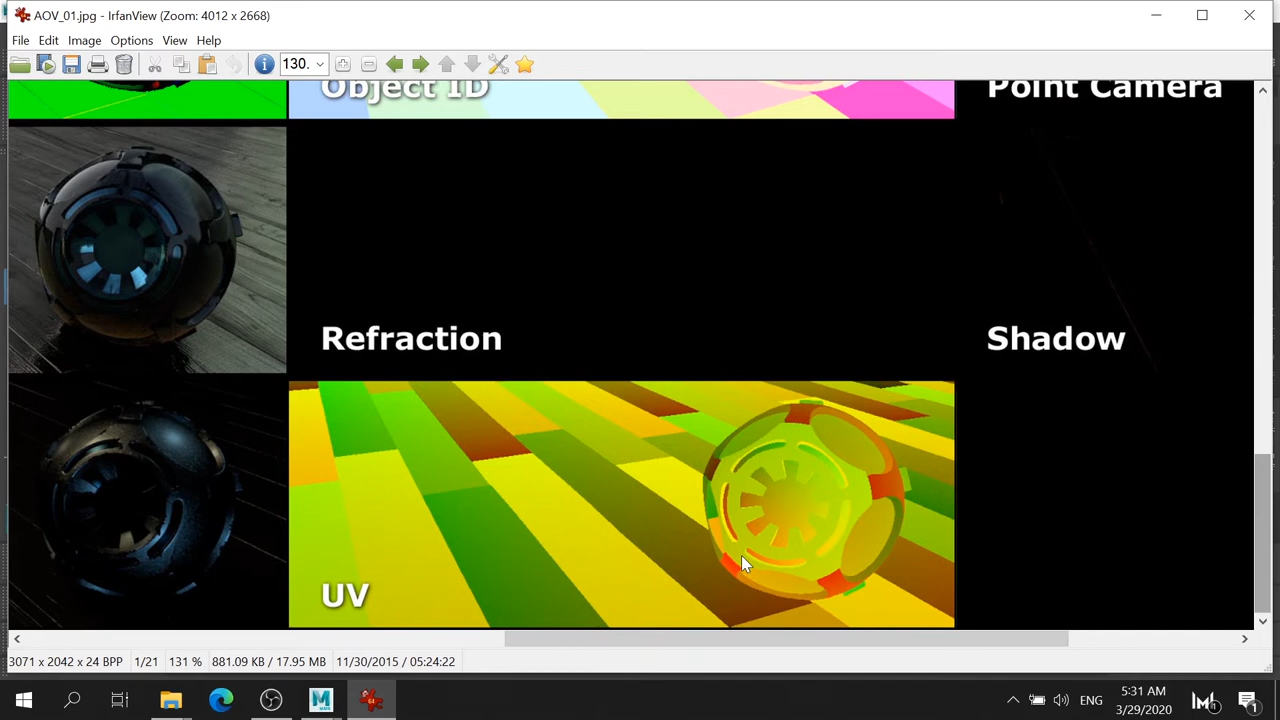 AOV_01.jpg - IrfanView (Zoom: 4012 x 2668)
File Edit Image Options View Help
130.
Object ID
Point Camera
Refraction
Shadow
UV
3071 x 2042 x 24 BPP 1/21 131 % 881.09 KB / 17.95 MB 11/30/2015 / 05:24:22
ENG
5:31 AM
3/29/2020